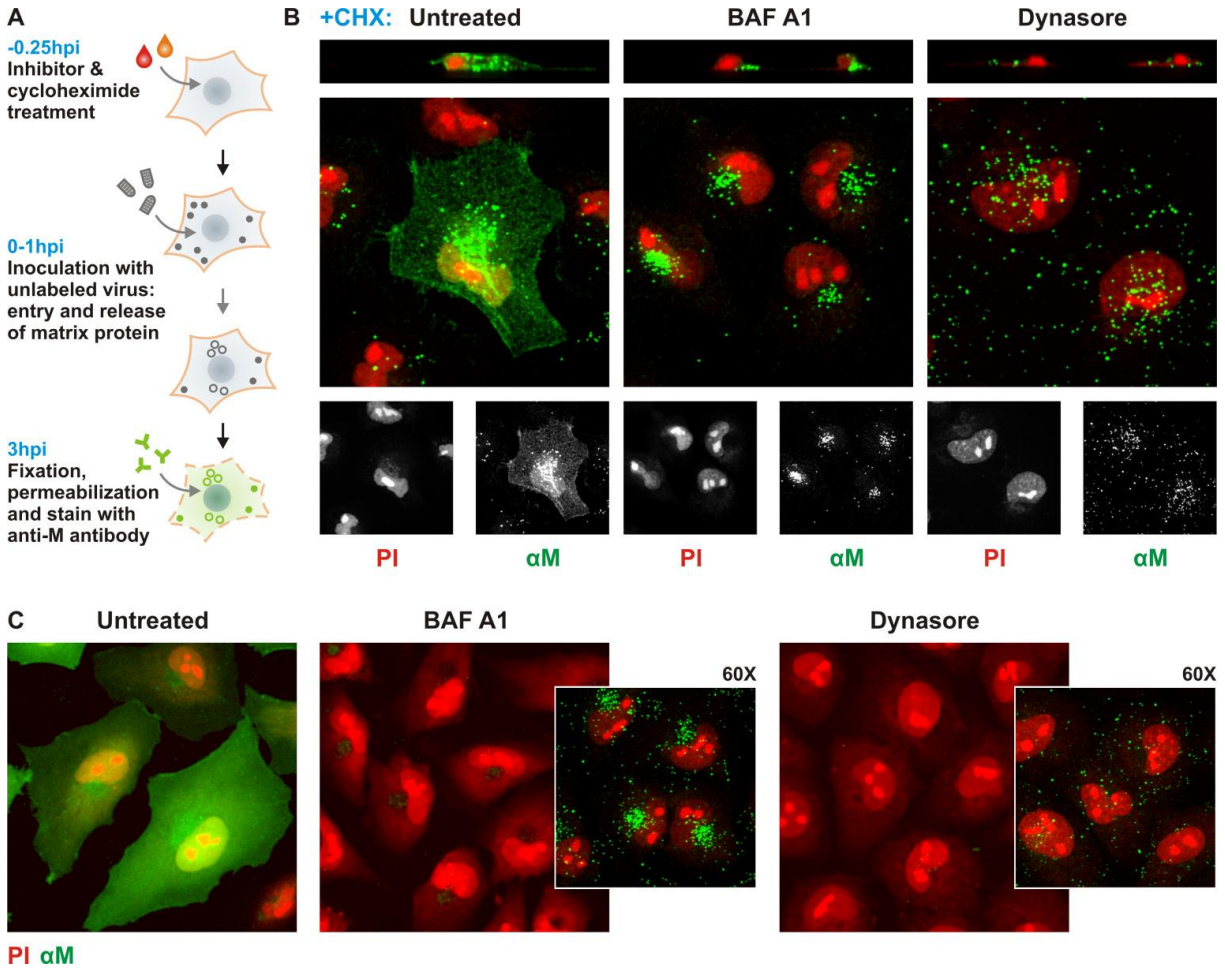 A
-0.25hpi
Inhibitor &
cycloheximide
treatment
0-1hpi
Inoculation with
unlabeled virus:
entry and release
of matrix protein
3hpi
Fixation,
permeabilization
and stain with
anti-M antibody
B
+CHX: Untreated
BAF A1
Dynasore
PI
αM
PI
αM
PI
αM
C
Untreated
BAF A1
60X
Dynasore
60X
PI αM